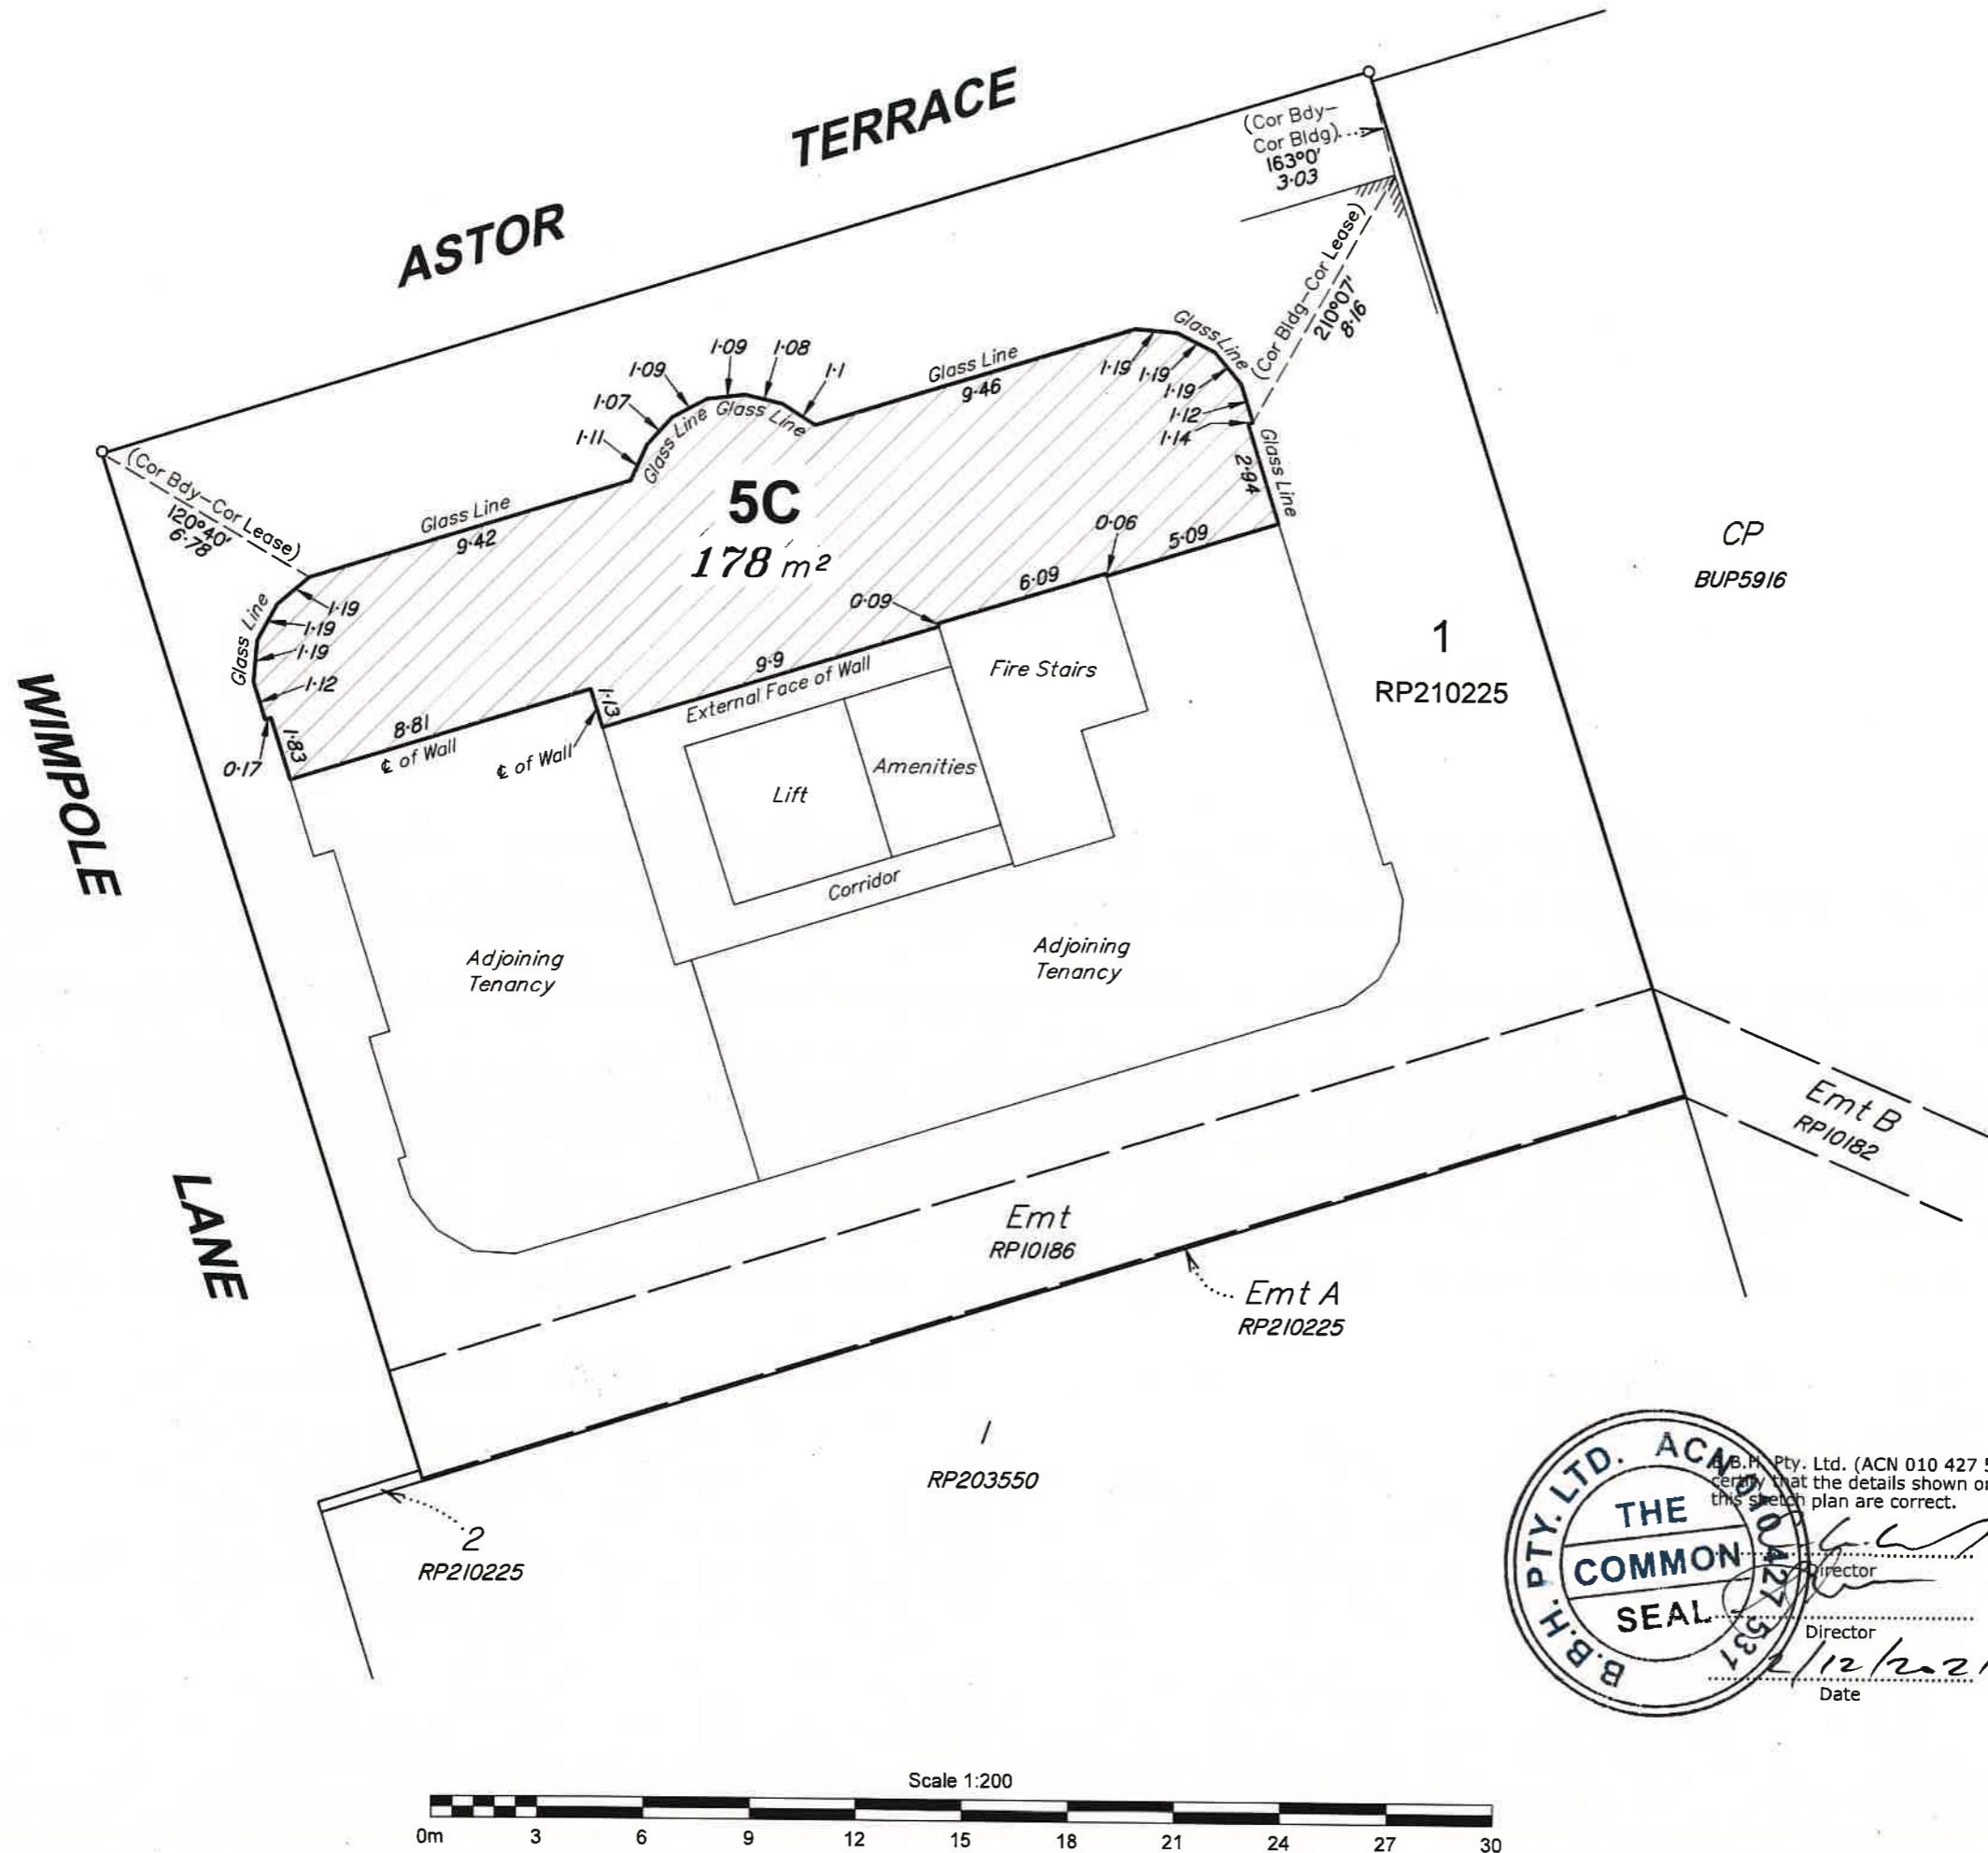 ASTOR
TERRACE
(Cor Bdy-
Cor Bldg)
163°0'
3·03
(Cor Bldg-Cor Lease)
210°07'
8·16
Glass Line
1·19
1·19
1·19
1·12
1·14
Glass Line
2·94
Glass Line
9·46
1·09
1·08
1·1
1·09
1·07
1·11
Glass Line
Glass Line
(Cor Bdy-Cor Lease)
120°40'
6·78
Glass Line
9·42
5C
178 m²
0·06
5·09
6·09
0·09
CP
BUP5916
1
RP210225
Glass Line
1·19
1·19
1·19
1·12
9·9
External Face of Wall
1·13
8·81
℄ of Wall
℄ of Wall
1·83
0·17
Fire Stairs
Amenities
Lift
Corridor
WIMPOLE
LANE
Adjoining
Tenancy
Adjoining
Tenancy
Emt B
RP10182
Emt
RP10186
Emt A
RP210225
1
RP203550
2
RP210225
B.B.H. PTY. LTD. ACN 010 427 531
THE
COMMON
SEAL
B.B.H. Pty. Ltd. (ACN 010 427 5
certify that the details shown on
this sketch plan are correct.
Director
Director
/12/202
Date
Scale 1:200
0m 3 6 9 12 15 18 21 24 27 30